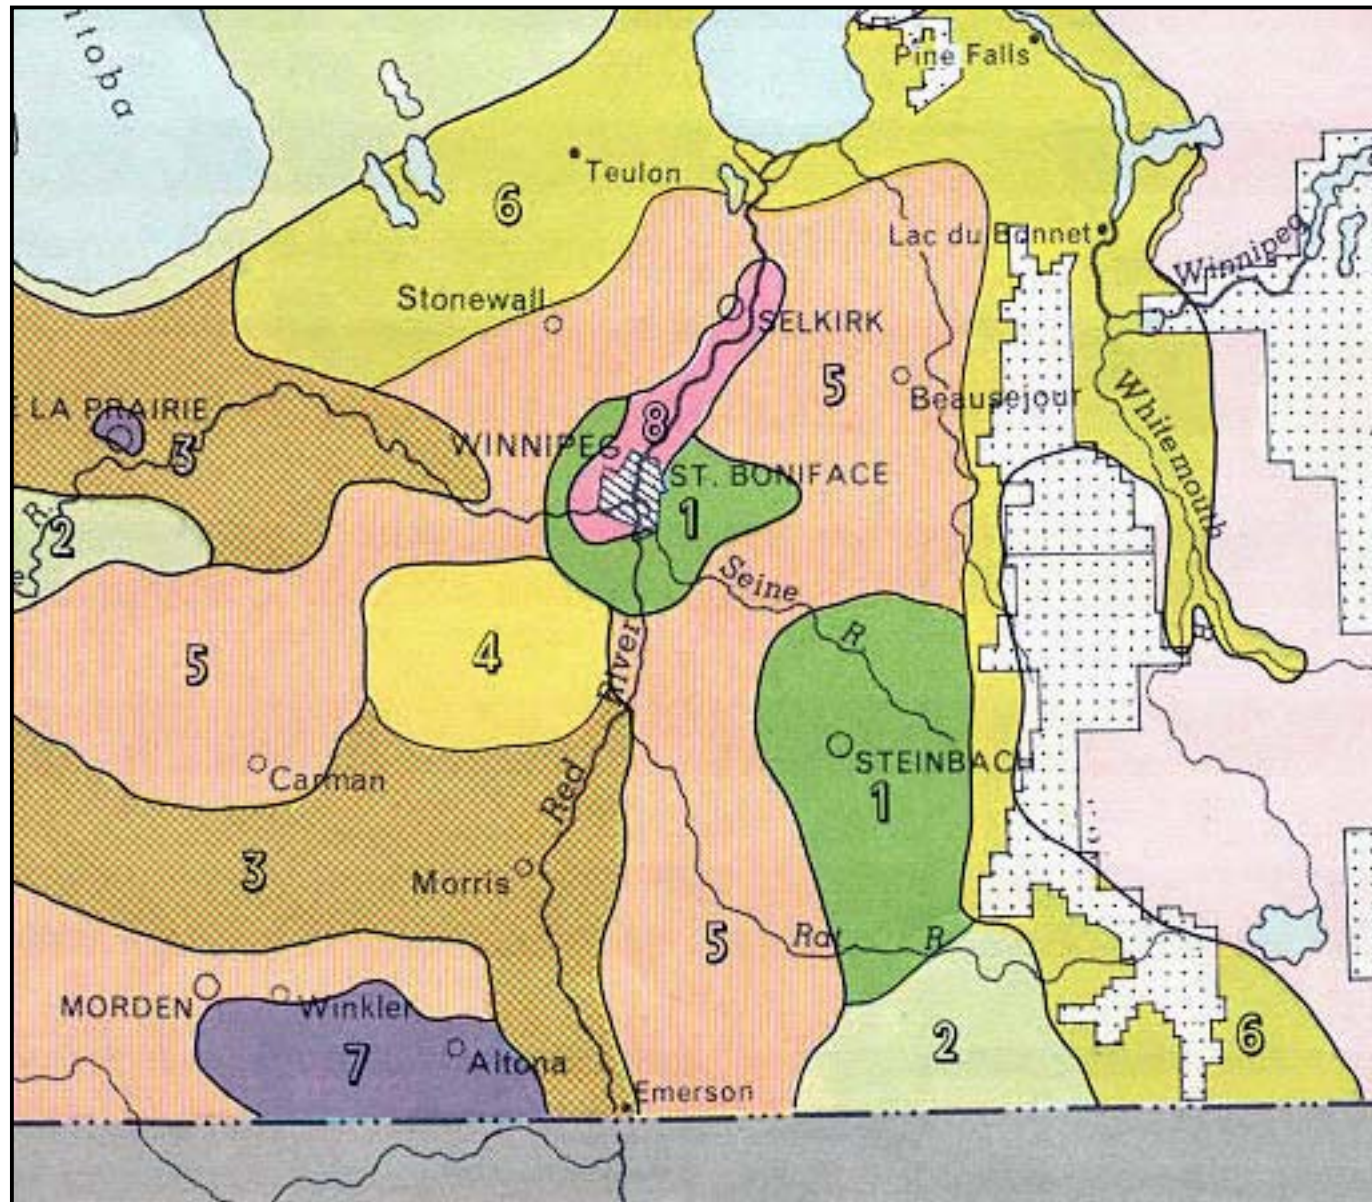 itoba
Pine Falls
Teulon
6
Lac du Bonnet
Winnipeg
Stonewall
SELKIRK
5
Beausejour
E LA PRAIRIE
3
8
WINNIPEG
Whitemouth
ST. BONIFACE
R
2
1
Seine
R
5
4
River
STEINBACH
Carman
1
Red
3
Morris
5
Rat
R
MORDEN
Winkler
7
Altona
2
6
Emerson